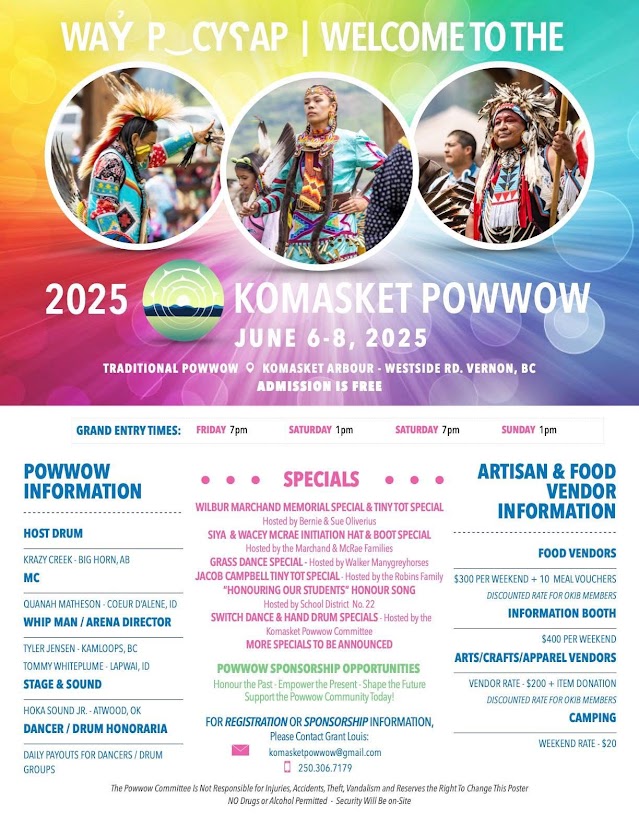 WAẎ P‿CYʕAP | WELCOME TO THE
2025 KOMASKET POWWOW
JUNE 6-8, 2025
TRADITIONAL POWWOW KOMASKET ARBOUR - WESTSIDE RD. VERNON, BC
ADMISSION IS FREE
GRAND ENTRY TIMES: FRIDAY 7pm SATURDAY 1pm SATURDAY 7pm SUNDAY 1pm
POWWOW
INFORMATION
HOST DRUM
KRAZY CREEK - BIG HORN, AB
MC
QUANAH MATHESON - COEUR D'ALENE, ID
WHIP MAN / ARENA DIRECTOR
TYLER JENSEN - KAMLOOPS, BC
TOMMY WHITEPLUME - LAPWAI, ID
STAGE & SOUND
HOKA SOUND JR. - ATWOOD, OK
DANCER / DRUM HONORARIA
DAILY PAYOUTS FOR DANCERS / DRUM
GROUPS
SPECIALS
WILBUR MARCHAND MEMORIAL SPECIAL & TINY TOT SPECIAL
Hosted by Bernie & Sue Oliverius
SIYA & WACEY MCRAE INITIATION HAT & BOOT SPECIAL
Hosted by the Marchand & McRae Families
GRASS DANCE SPECIAL - Hosted by Walker Manygreyhorses
JACOB CAMPBELL TINY TOT SPECIAL - Hosted by the Robins Family
"HONOURING OUR STUDENTS" HONOUR SONG
Hosted by School District No. 22
SWITCH DANCE & HAND DRUM SPECIALS - Hosted by the
Komasket Powwow Committee
MORE SPECIALS TO BE ANNOUNCED
POWWOW SPONSORSHIP OPPORTUNITIES
Honour the Past - Empower the Present - Shape the Future
Support the Powwow Community Today!
FOR REGISTRATION OR SPONSORSHIP INFORMATION,
Please Contact Grant Louis:
komasketpowwow@gmail.com
250.306.7179
ARTISAN & FOOD
VENDOR
INFORMATION
FOOD VENDORS
$300 PER WEEKEND + 10 MEAL VOUCHERS
DISCOUNTED RATE FOR OKIB MEMBERS
INFORMATION BOOTH
$400 PER WEEKEND
ARTS/CRAFTS/APPAREL VENDORS
VENDOR RATE - $200 + ITEM DONATION
DISCOUNTED RATE FOR OKIB MEMBERS
CAMPING
WEEKEND RATE - $20
The Powwow Committee Is Not Responsible for Injuries, Accidents, Theft, Vandalism and Reserves the Right To Change This Poster
NO Drugs or Alcohol Permitted - Security Will Be on-Site